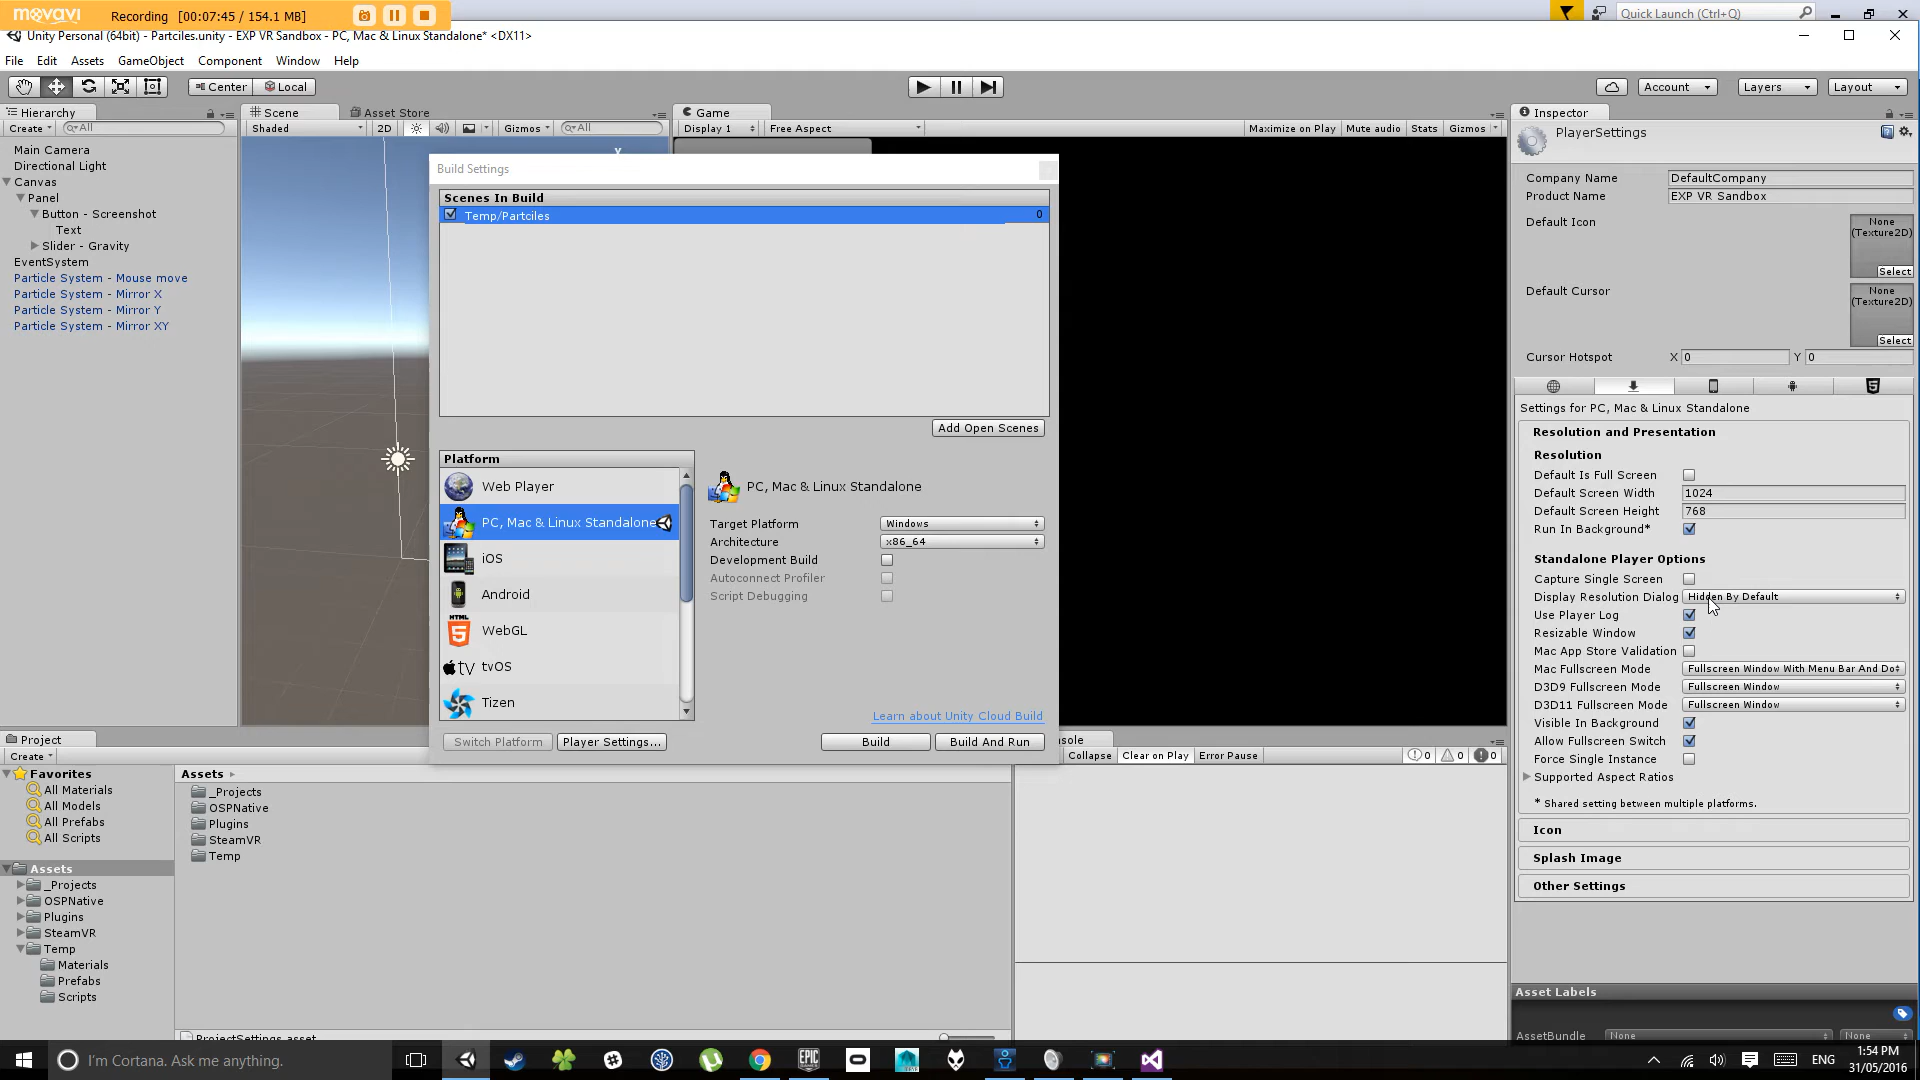 movavi Recording [00:07:45 / 154.1 MB]
Quick Launch (Ctrl+Q)
Unity Personal (64bit) - Partciles.unity - EXP VR Sandbox - PC, Mac & Linux Standalone* <DX11>
File Edit Assets GameObject Component Window Help
Center Local Account Layers Layout
Hierarchy
Create All
Main Camera
Directional Light
Canvas
Panel
Button - Screenshot
Text
Slider - Gravity
EventSystem
Particle System - Mouse move
Particle System - Mirror X
Particle System - Mirror Y
Particle System - Mirror XY
Scene Asset Store
Shaded 2D Gizmos All
Game
Display 1 Free Aspect Maximize on Play Mute audio Stats Gizmos
Build Settings
Scenes In Build
Temp/Partciles 0
Add Open Scenes
Platform
Web Player
PC, Mac & Linux Standalone
iOS
Android
HTML
WebGL
tv tvOS
Tizen
PC, Mac & Linux Standalone
Target Platform Windows
Architecture x86_64
Development Build
Autoconnect Profiler
Script Debugging
Learn about Unity Cloud Build
Switch Platform Player Settings... Build Build And Run
Inspector
PlayerSettings
Company Name DefaultCompany
Product Name EXP VR Sandbox
Default Icon
None
(Texture2D)
Select
Default Cursor
None
(Texture2D)
Select
Cursor Hotspot X 0 Y 0
Settings for PC, Mac & Linux Standalone
Resolution and Presentation
Resolution
Default Is Full Screen
Default Screen Width 1024
Default Screen Height 768
Run In Background*
Standalone Player Options
Capture Single Screen
Display Resolution Dialog Hidden By Default
Use Player Log
Resizable Window
Mac App Store Validation
Mac Fullscreen Mode Fullscreen Window With Menu Bar And Do
D3D9 Fullscreen Mode Fullscreen Window
D3D11 Fullscreen Mode Fullscreen Window
Visible In Background
Allow Fullscreen Switch
Force Single Instance
Supported Aspect Ratios
* Shared setting between multiple platforms.
Icon
Splash Image
Other Settings
Asset Labels
AssetBundle None None
Project
Create
Favorites
All Materials
All Models
All Prefabs
All Scripts
Assets
_Projects
OSPNative
Plugins
SteamVR
Temp
Materials
Prefabs
Scripts
Assets
_Projects
OSPNative
Plugins
SteamVR
Temp
ProjectSettings.asset
sole
Collapse Clear on Play Error Pause 0 0 0
I'm Cortana. Ask me anything.
EPIC
ENG
1:54 PM
31/05/2016